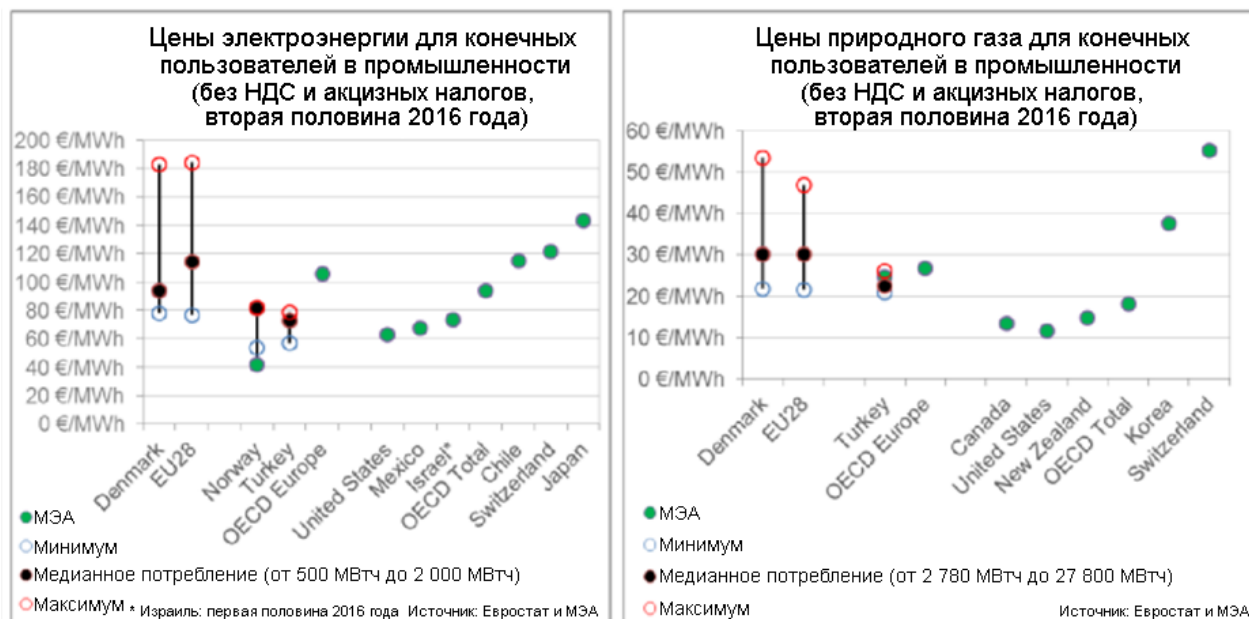 Цены электроэнергии для конечных
пользователей в промышленности
(без НДС и акцизных налогов,
вторая половина 2016 года)
200 €/MWh
180 €/MWh
160 €/MWh
140 €/MWh
120 €/MWh
100 €/MWh
80 €/MWh
60 €/MWh
40 €/MWh
20 €/MWh
0 €/MWh
Denmark
EU28
Norway
Turkey
OECD Europe
United States
Mexico
Israel*
OECD Total
Chile
Switzerland
Japan
МЭА
Минимум
Медианное потребление (от 500 МВтч до 2 000 МВтч)
Максимум * Израиль: первая половина 2016 года Источник: Евростат и МЭА
Цены природного газа для конечных
пользователей в промышленности
(без НДС и акцизных налогов,
вторая половина 2016 года)
60 €/MWh
50 €/MWh
40 €/MWh
30 €/MWh
20 €/MWh
10 €/MWh
0 €/MWh
Denmark
EU28
Turkey
OECD Europe
Canada
United States
New Zealand
OECD Total
Korea
Switzerland
МЭА
Минимум
Медианное потребление (от 2 780 МВтч до 27 800 МВтч)
Максимум Источник: Евростат и МЭА